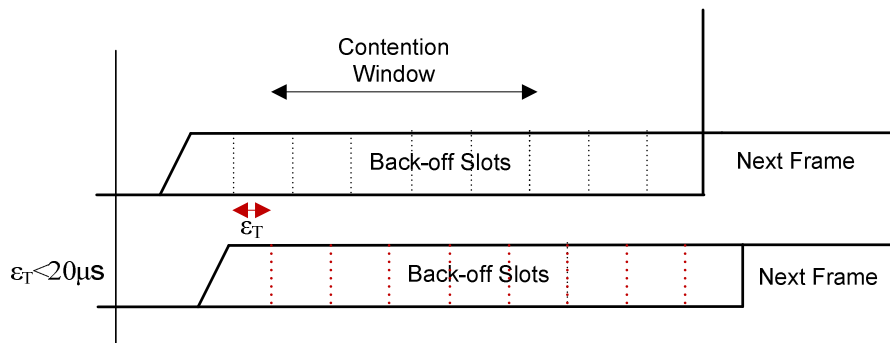 Contention
Window
Back-off Slots
Next Frame
εT
εT<20μs
Back-off Slots
Next Frame